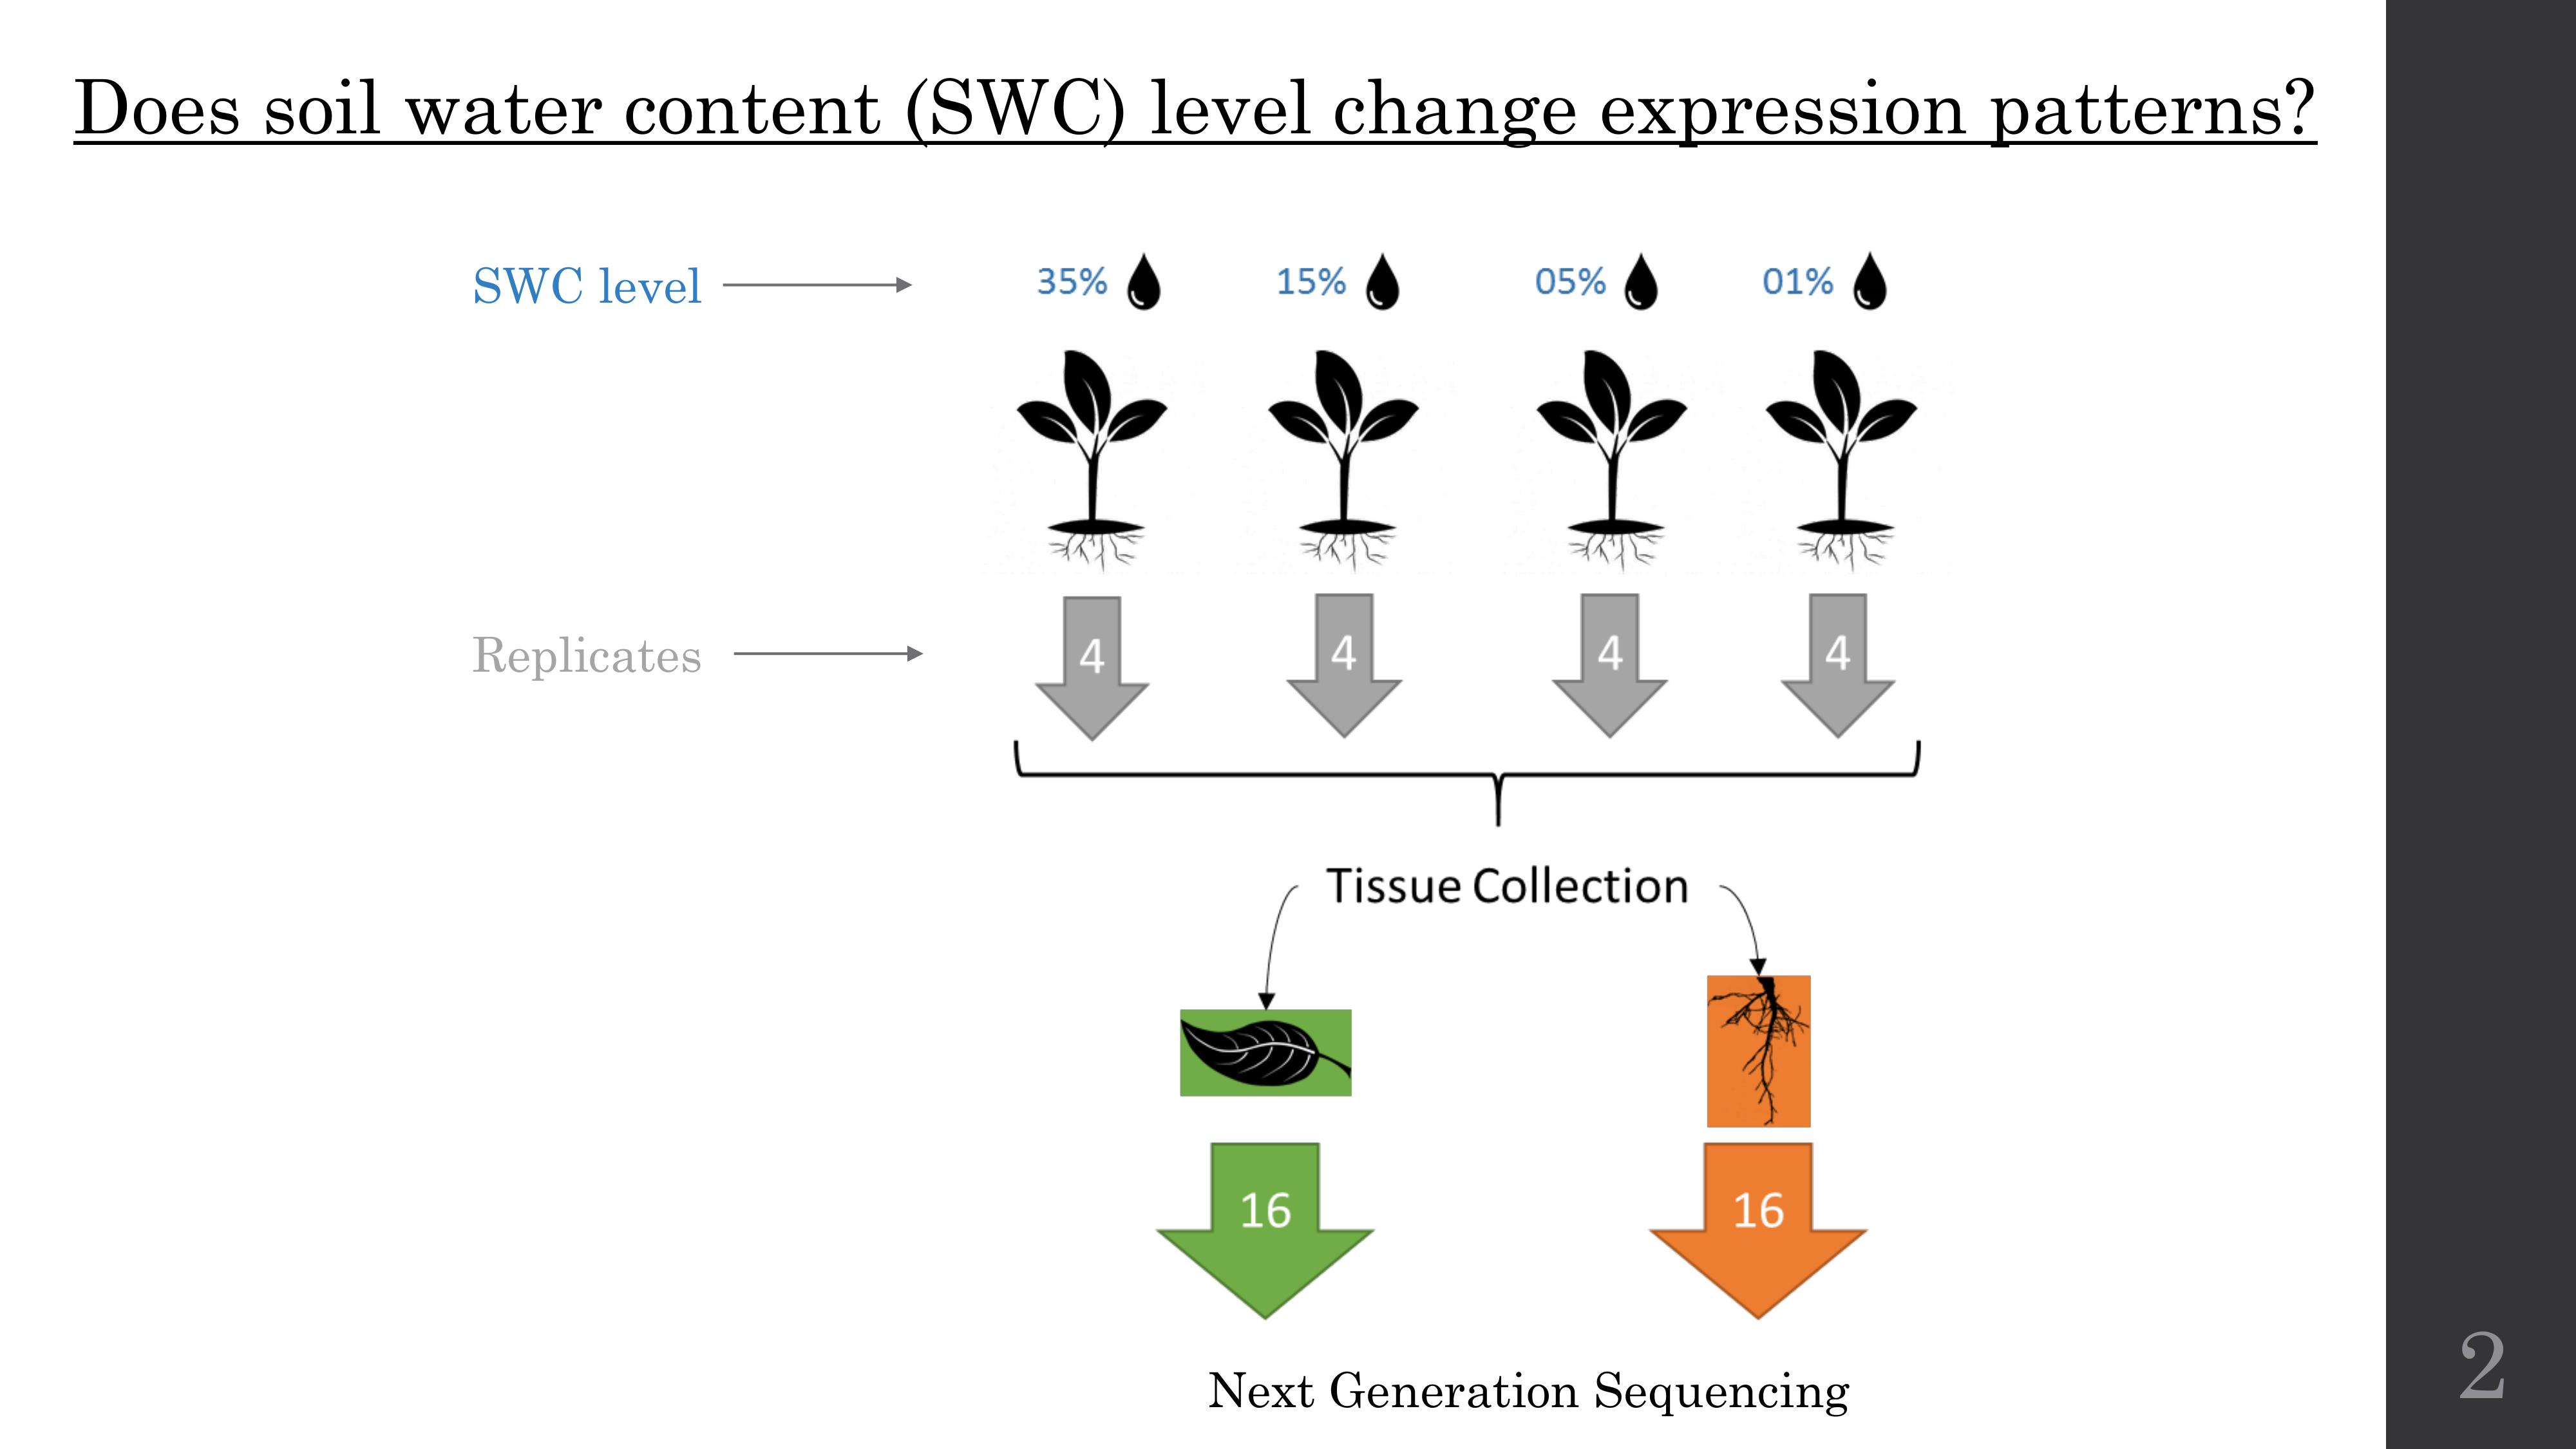 Does soil water content (SWC) level change expression patterns?
SWC level
35%
15%
05%
01%
Replicates
4
4
4
4
Tissue Collection
16
16
Next Generation Sequencing
2